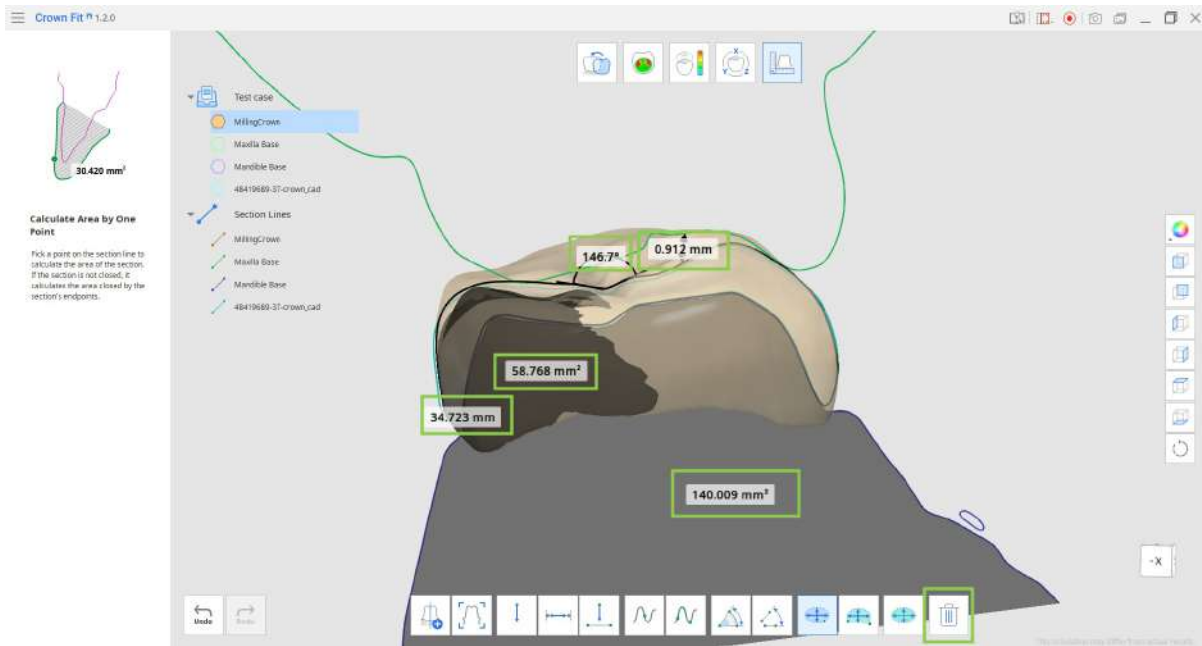 Crown Fit 1.2.0
30.420 mm²
Calculate Area by One
Point
Pick a point on the section line to
calculate the area of the section.
If the section is not closed, it
calculates the area closed by the
section's endpoints.
Test case
MillingCrown
Maxilla Base
Mandible Base
48419689-37-crown_cad
Section Lines
MillingCrown
Maxilla Base
Mandible Base
48419689-37-crown_cad
X
Y
Z
146.7°
0.912 mm
58.768 mm²
34.723 mm
140.009 mm²
-X
Undo
Redo